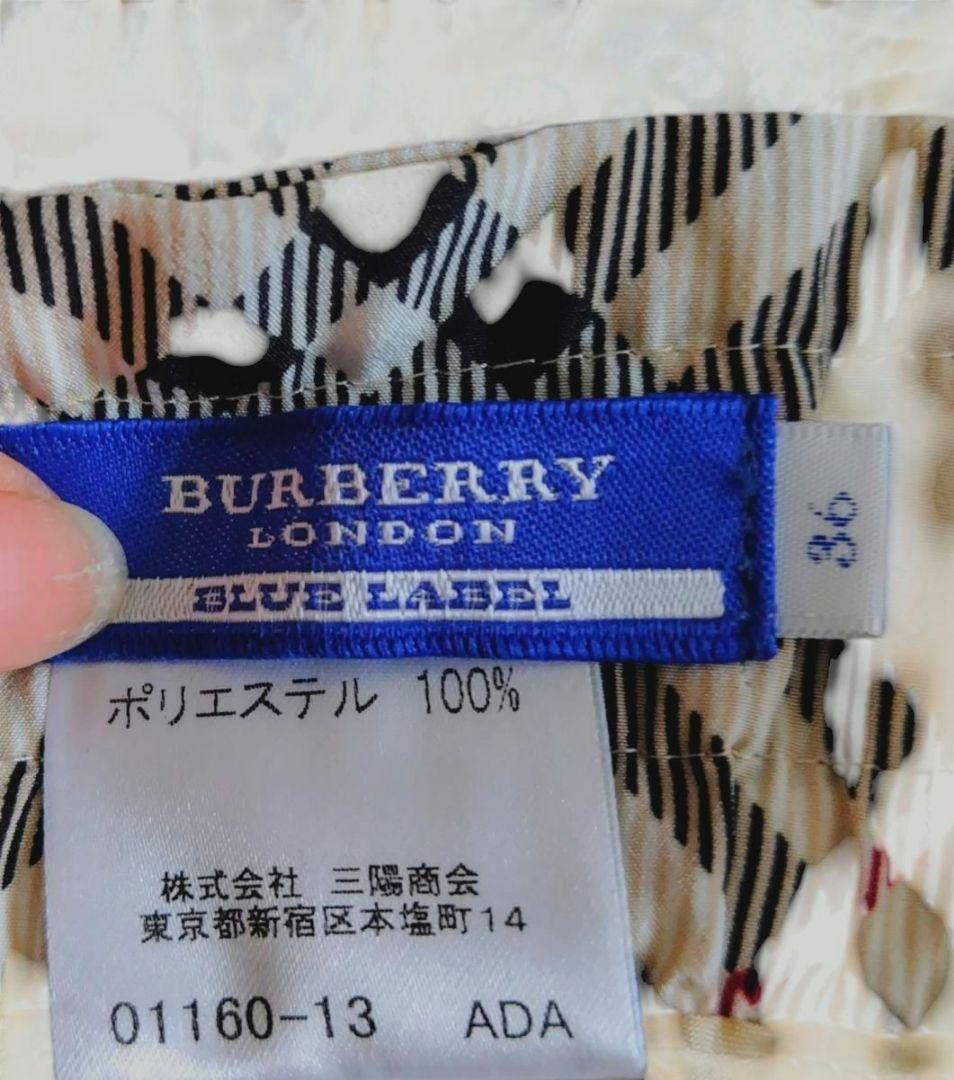 BURBERRY
LONDON
BLUE LABEL
36
ポリエステル 100%
株式会社 三陽商会
東京都新宿区本塩町14
01160-13 ADA